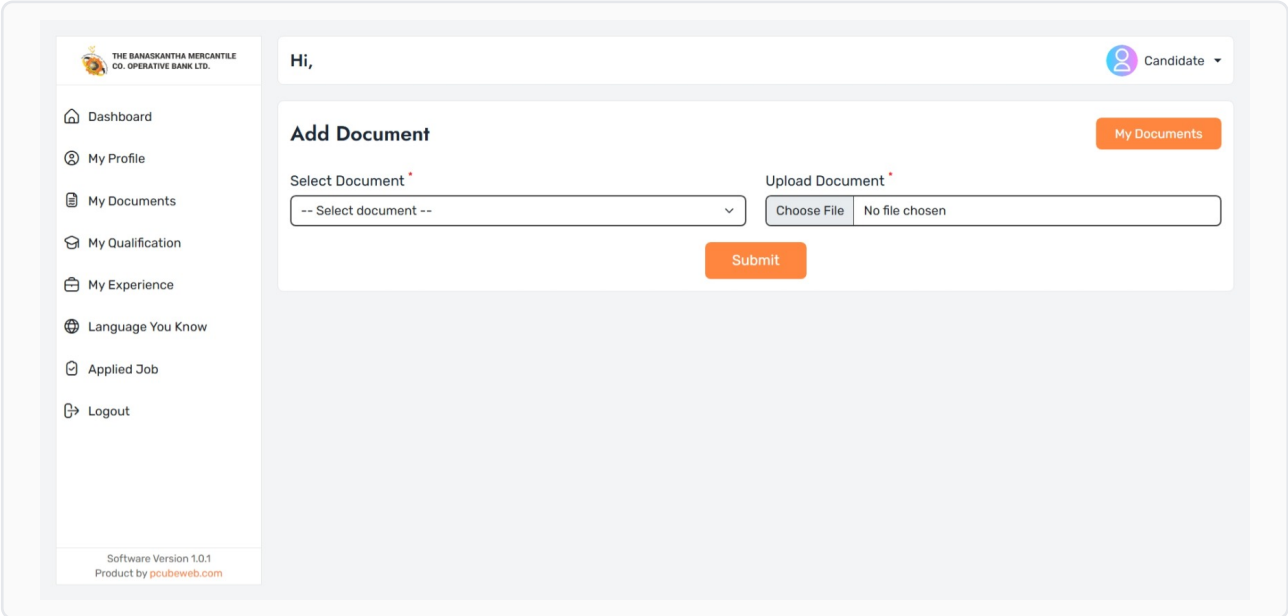 THE BANASKANTHA MERCANTILE
CO. OPERATIVE BANK LTD.
Dashboard
My Profile
My Documents
My Qualification
My Experience
Language You Know
Applied Job
Logout
Software Version 1.0.1
Product by pcubeweb.com
Hi,
Candidate
Add Document
My Documents
Select Document *
-- Select document --
Upload Document *
Choose File No file chosen
Submit